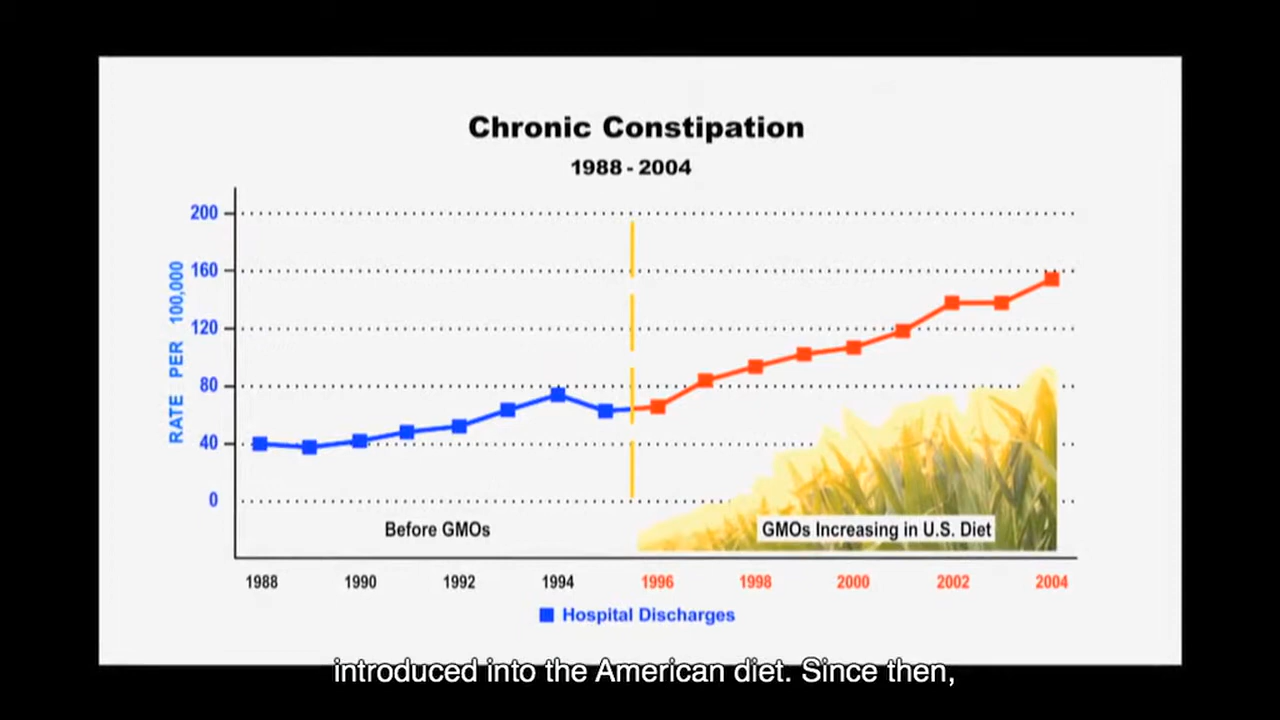 Chronic Constipation
1988 - 2004
200
160
120
80
40
0
RATE PER 100,000
Before GMOs
GMOs Increasing in U.S. Diet
1988 1990 1992 1994 1996 1998 2000 2002 2004
Hospital Discharges
introduced into the American diet. Since then,